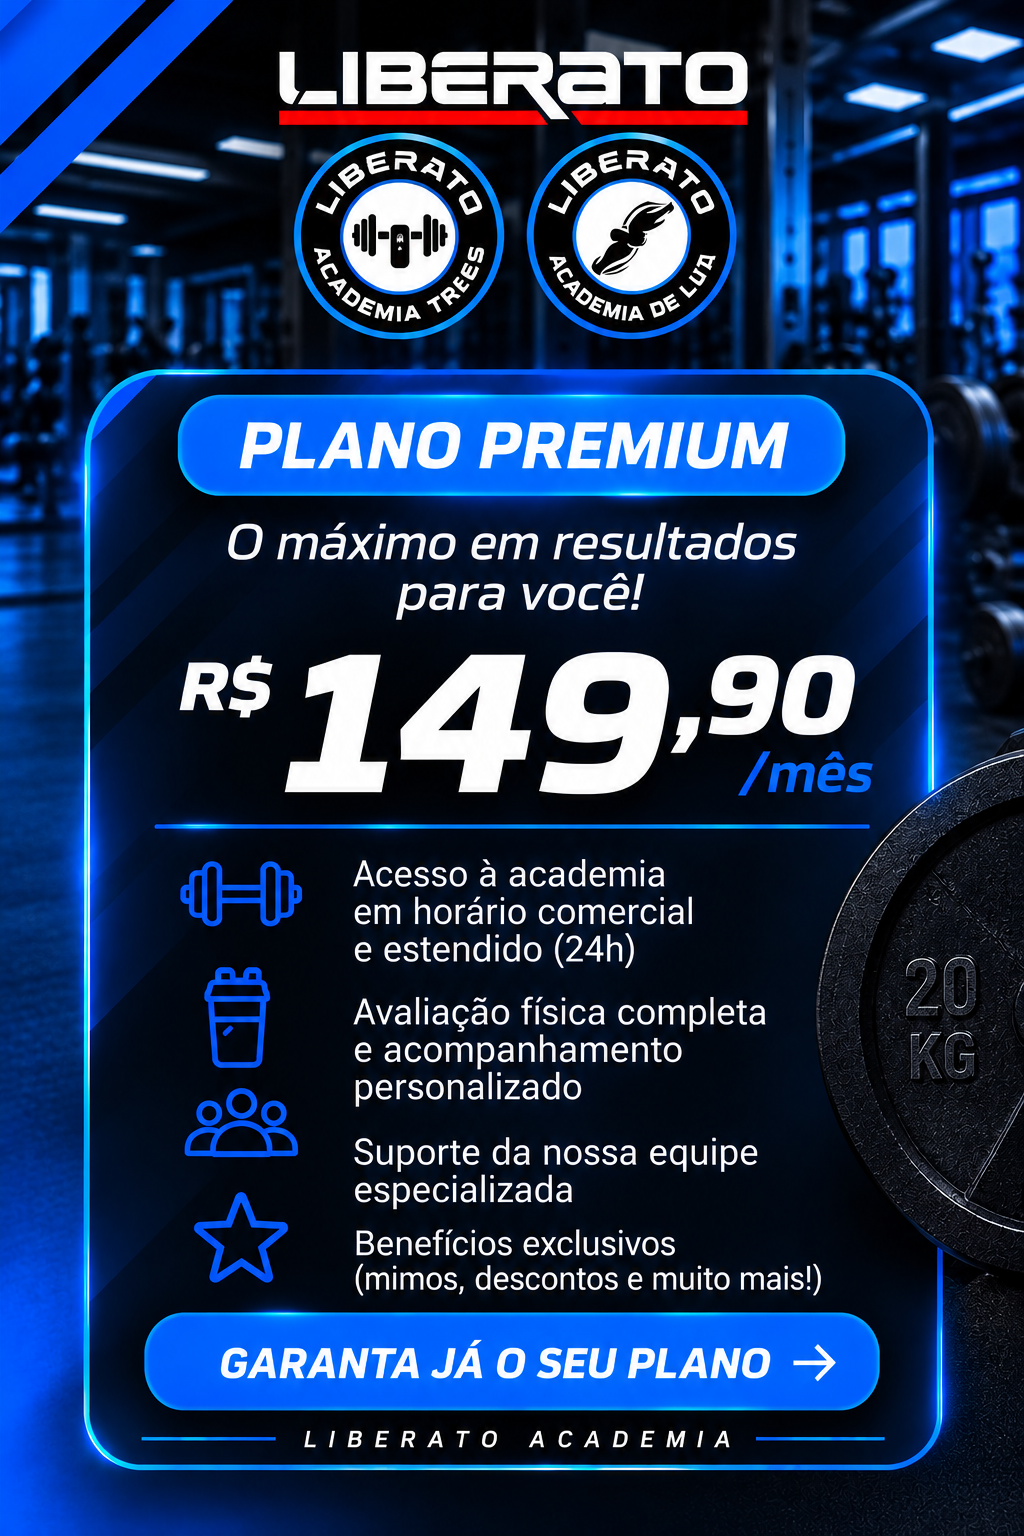 LIBERATO
LIBERATO
ACADEMIA TREES
LIBERATO
ACADEMIA DE LUTA
PLANO PREMIUM
O máximo em resultados
para você!
R$ 149,90
/mês
Acesso à academia
em horário comercial
e estendido (24h)
Avaliação física completa
e acompanhamento
personalizado
Suporte da nossa equipe
especializada
Benefícios exclusivos
(mimos, descontos e muito mais!)
20
KG
GARANTA JÁ O SEU PLANO →
LIBERATO ACADEMIA